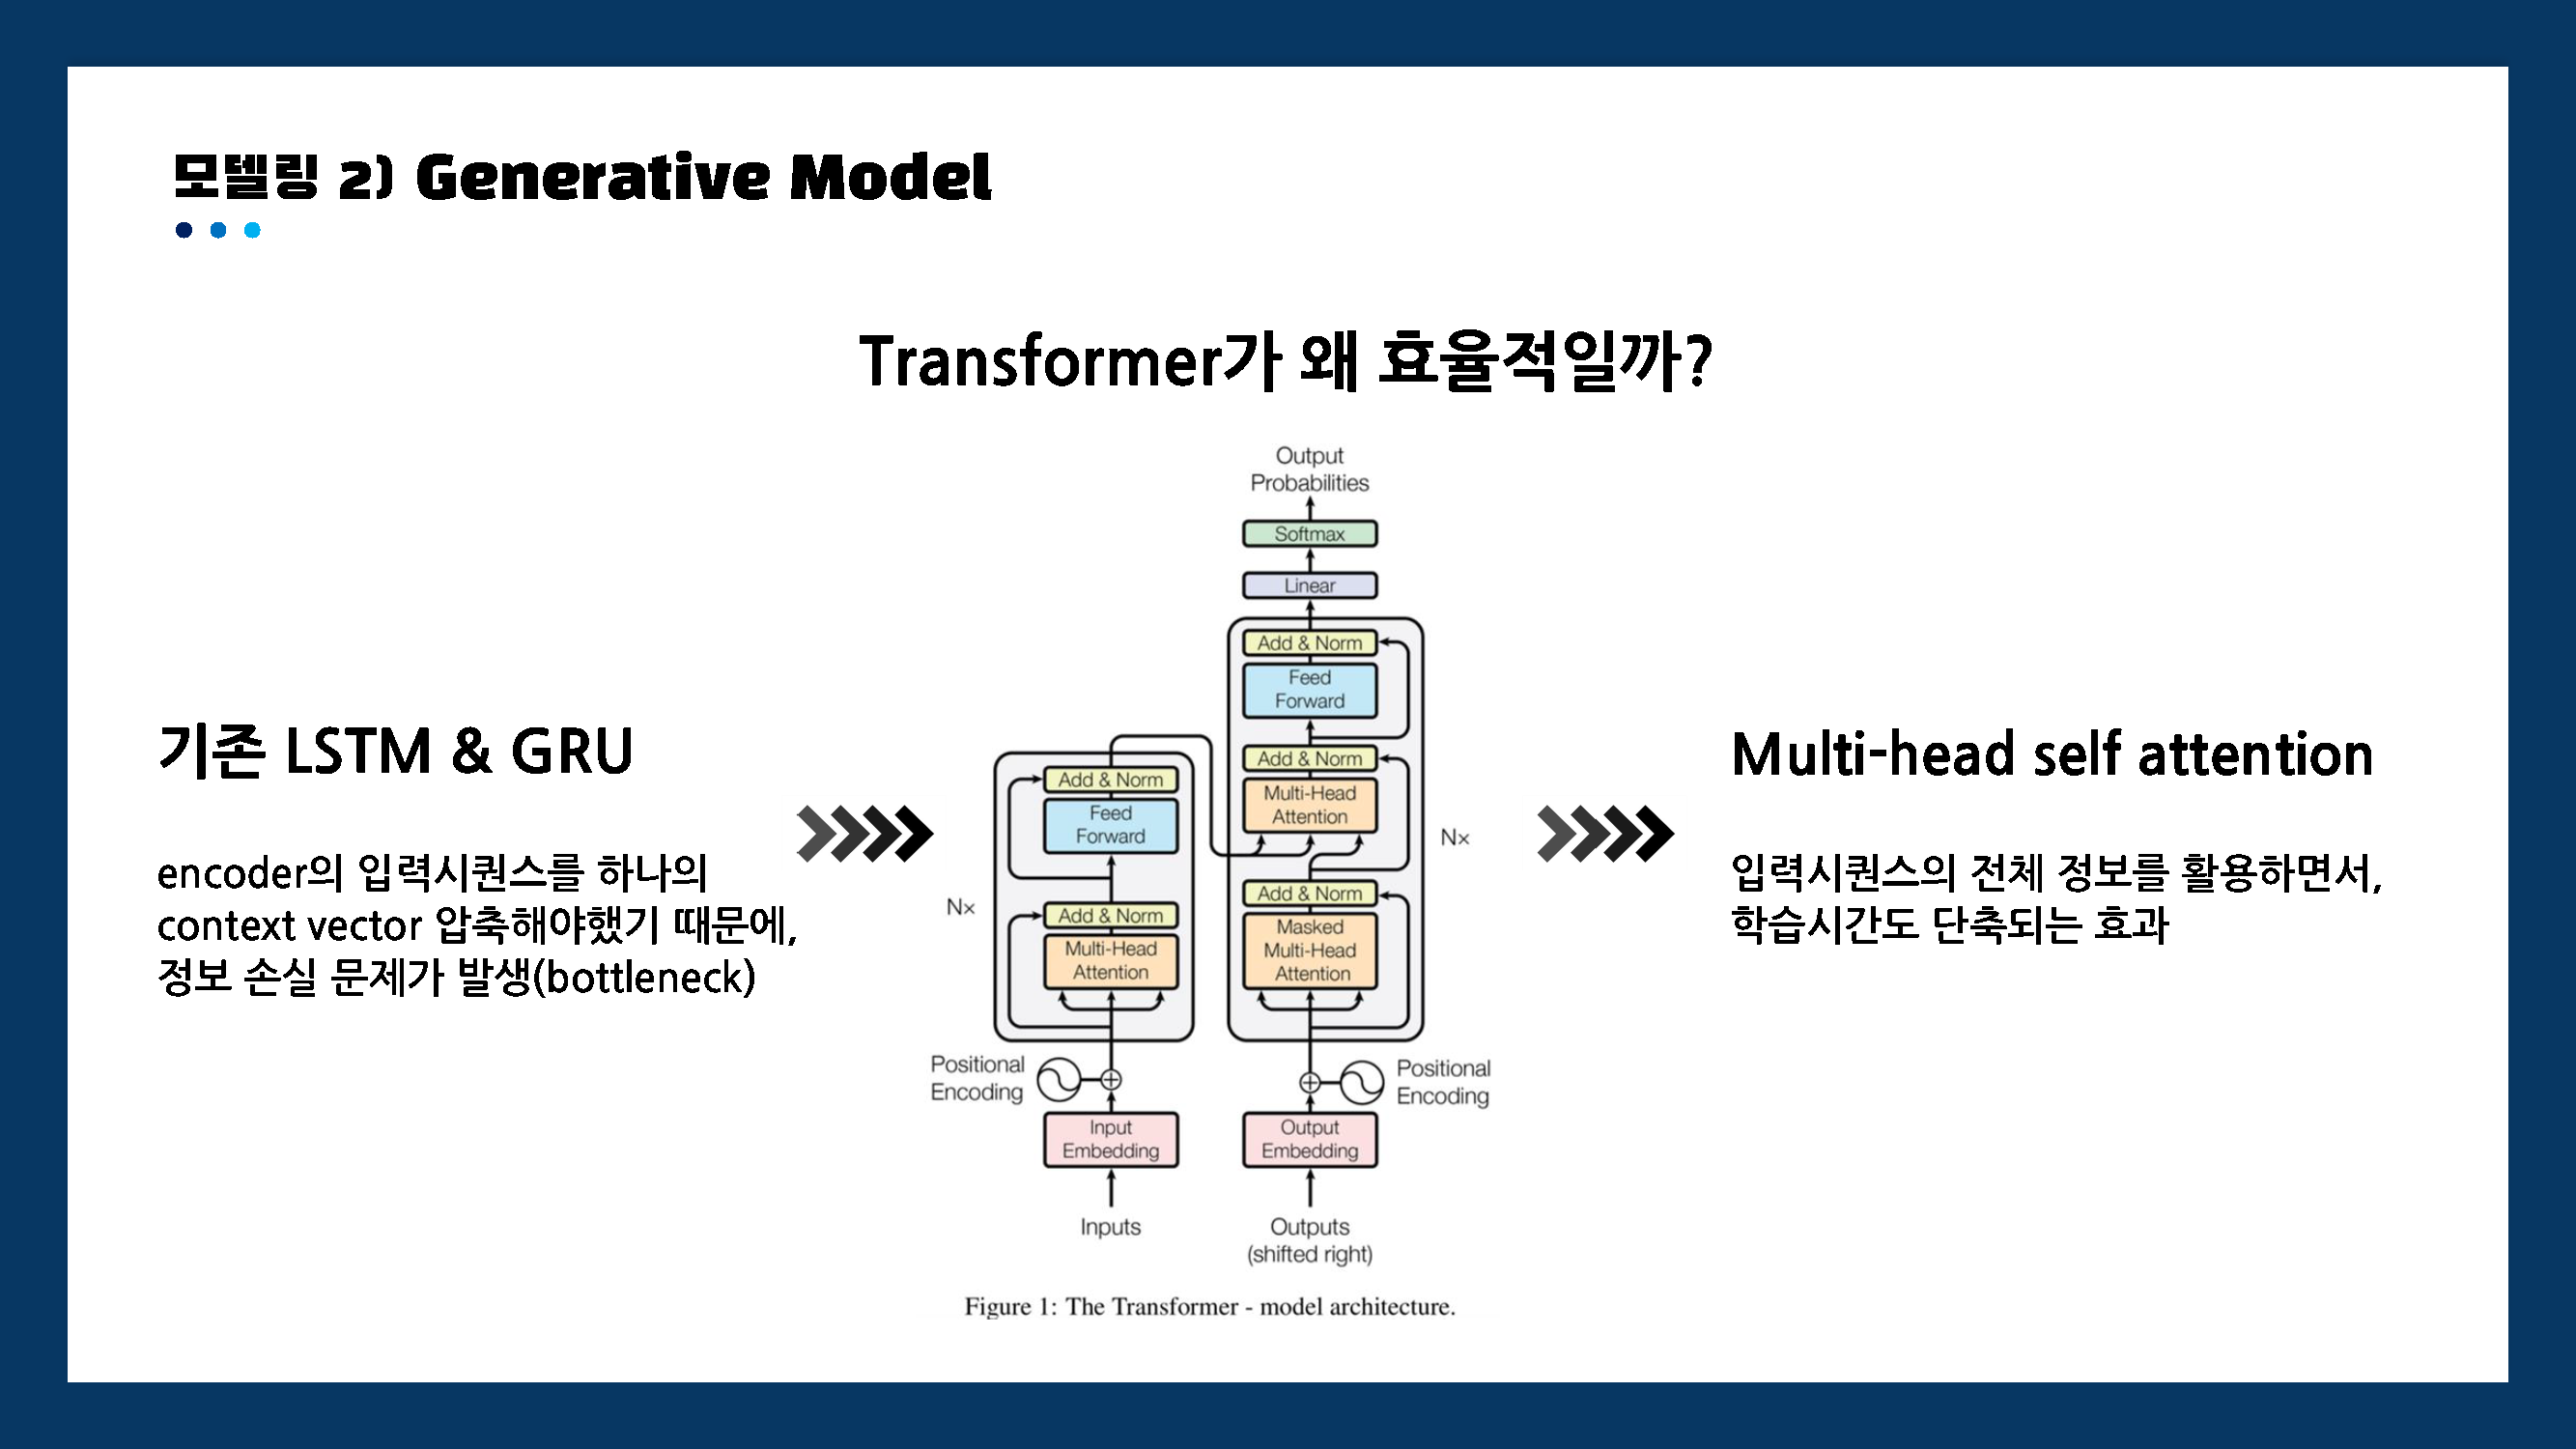 모델링 2) Generative Model
Transformer가 왜 효율적일까?
기존 LSTM & GRU
encoder의 입력시퀀스를 하나의
context vector 압축해야했기 때문에,
정보 손실 문제가 발생(bottleneck)
Output
Probabilities
Softmax
Linear
Add & Norm
Feed
Forward
Add & Norm
Multi-Head
Attention
Nx
Add & Norm
Masked
Multi-Head
Attention
Add & Norm
Feed
Forward
Nx
Add & Norm
Multi-Head
Attention
Positional
Encoding
Positional
Encoding
Input
Embedding
Output
Embedding
Inputs
Outputs
(shifted right)
Figure 1: The Transformer - model architecture.
Multi-head self attention
입력시퀀스의 전체 정보를 활용하면서,
학습시간도 단축되는 효과